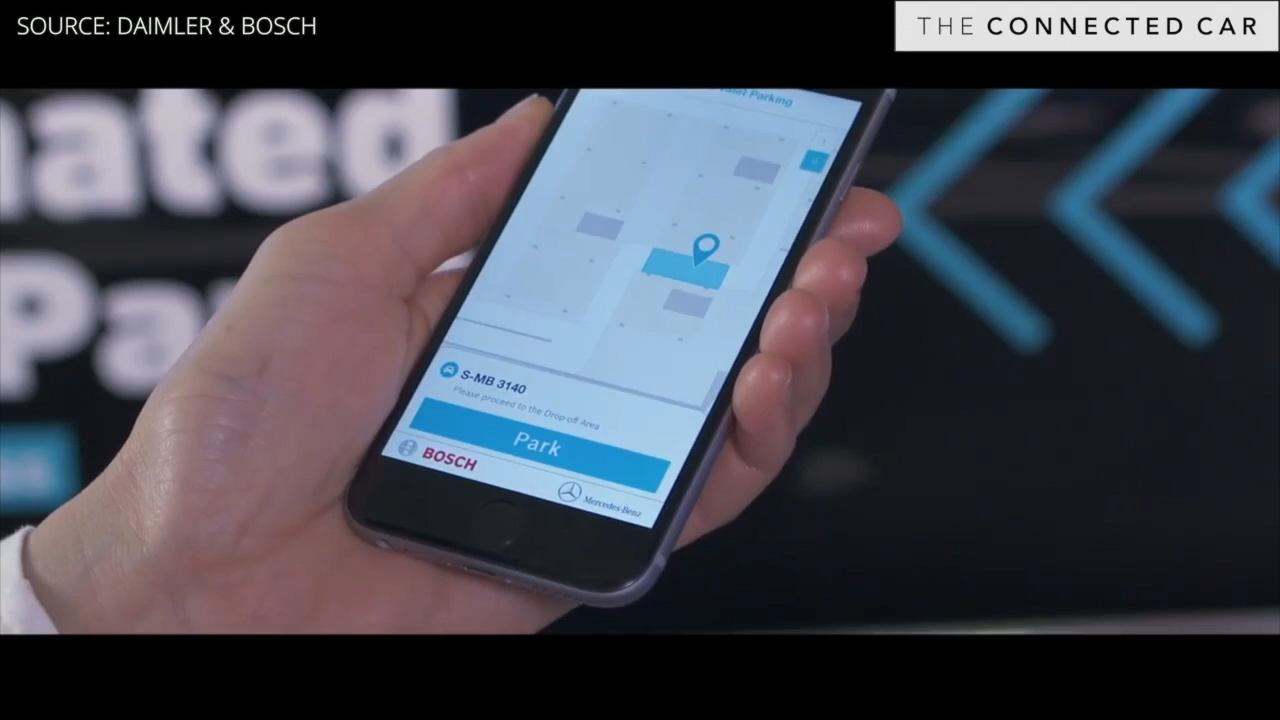 SOURCE: DAIMLER & BOSCH
THE CONNECTED CAR
Parking
S-MB 3140
Please proceed to the Drop-off Area
Park
BOSCH
Mercedes-Benz